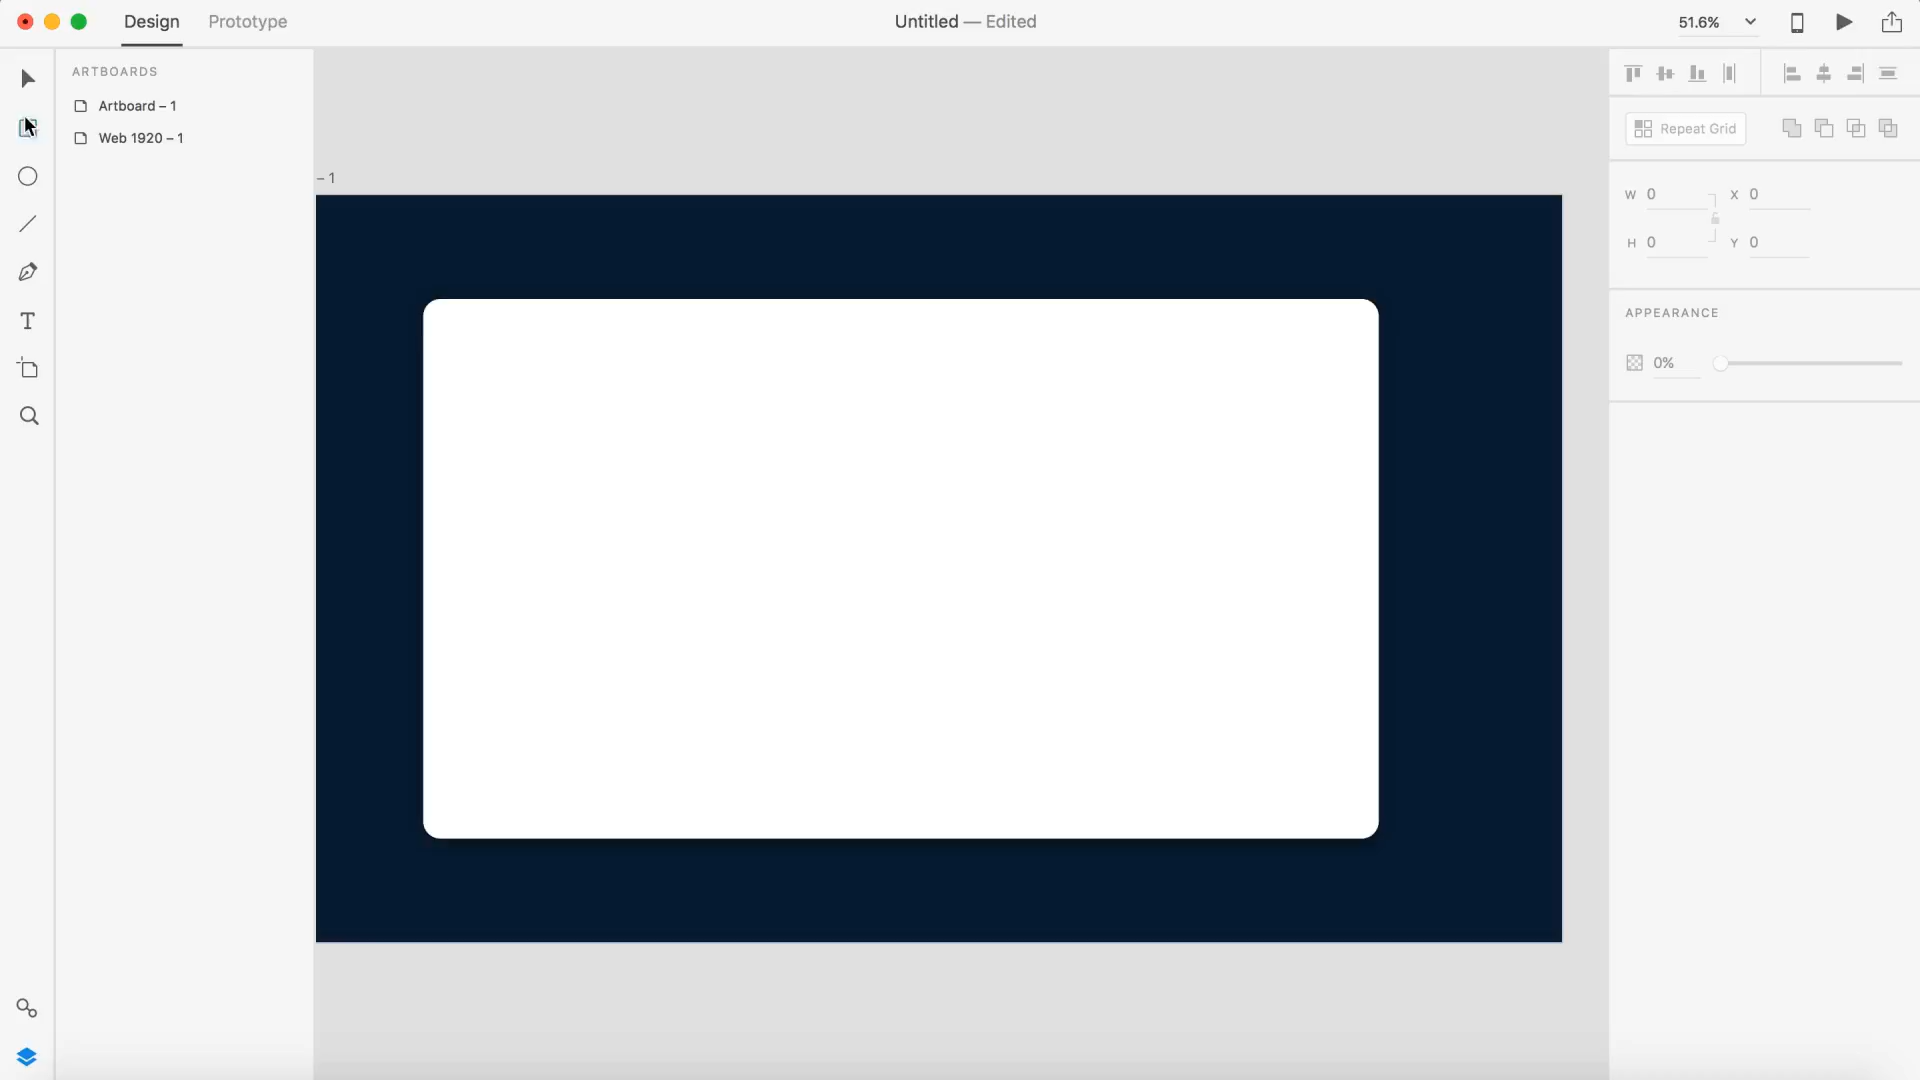 Design
Prototype
Untitled — Edited
51.6%
ARTBOARDS
Artboard – 1
Web 1920 – 1
– 1
Repeat Grid
W 0
X 0
H 0
Y 0
APPEARANCE
0%